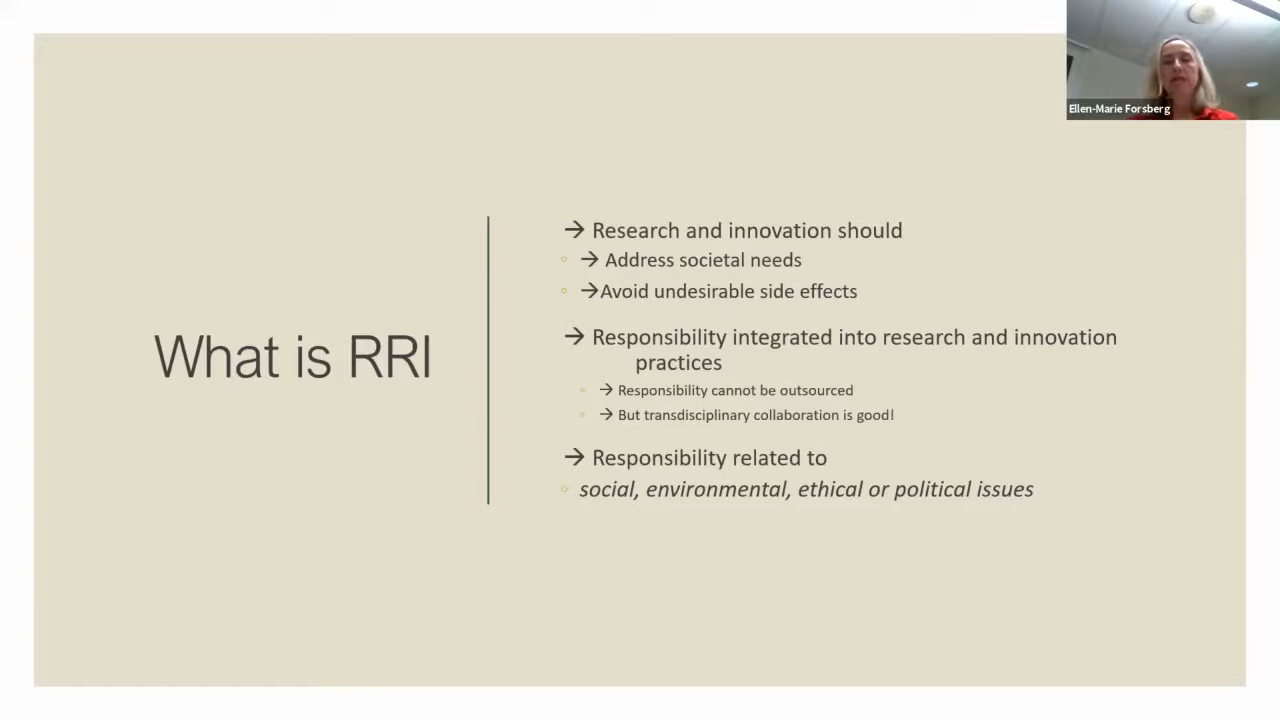 Ellen-Marie Forsberg
What is RRI
→ Research and innovation should
◦ → Address societal needs
◦ →Avoid undesirable side effects
→ Responsibility integrated into research and innovation
practices
◦ → Responsibility cannot be outsourced
◦ → But transdisciplinary collaboration is good!
→ Responsibility related to
◦ social, environmental, ethical or political issues